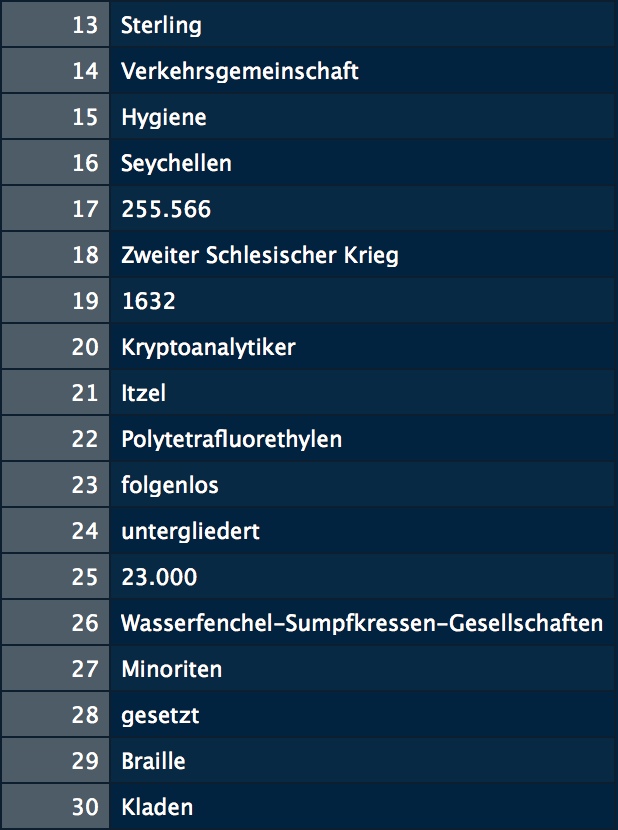 13 Sterling
14 Verkehrsgemeinschaft
15 Hygiene
16 Seychellen
17 255.566
18 Zweiter Schlesischer Krieg
19 1632
20 Kryptoanalytiker
21 Itzel
22 Polytetrafluorethylen
23 folgenlos
24 untergliedert
25 23.000
26 Wasserfenchel-Sumpfkressen-Gesellschaften
27 Minoriten
28 gesetzt
29 Braille
30 Kladen